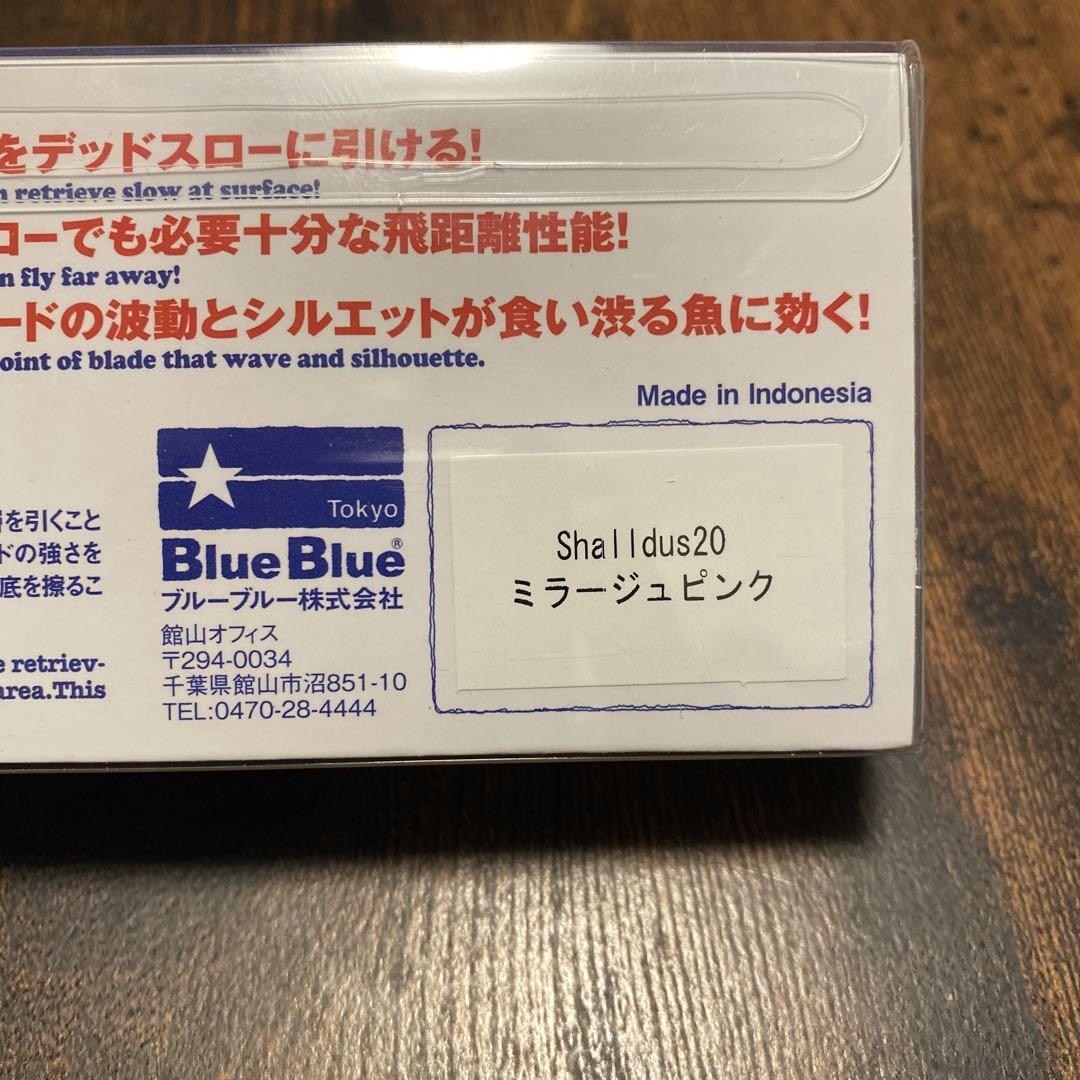 をデッドスローに引ける!
n retrieve slow at surface!
ローでも必要十分な飛距離性能!
n fly far away!
ードの波動とシルエットが食い渋る魚に効く!
oint of blade that wave and silhouette.
Made in Indonesia
を引くこと
ドの強さを
底を擦るこ
e retriev-
area.This
Tokyo
BlueBlue®
ブルーブルー株式会社
館山オフィス
〒294-0034
千葉県館山市沼851-10
TEL:0470-28-4444
Shalldus20
ミラージュピンク